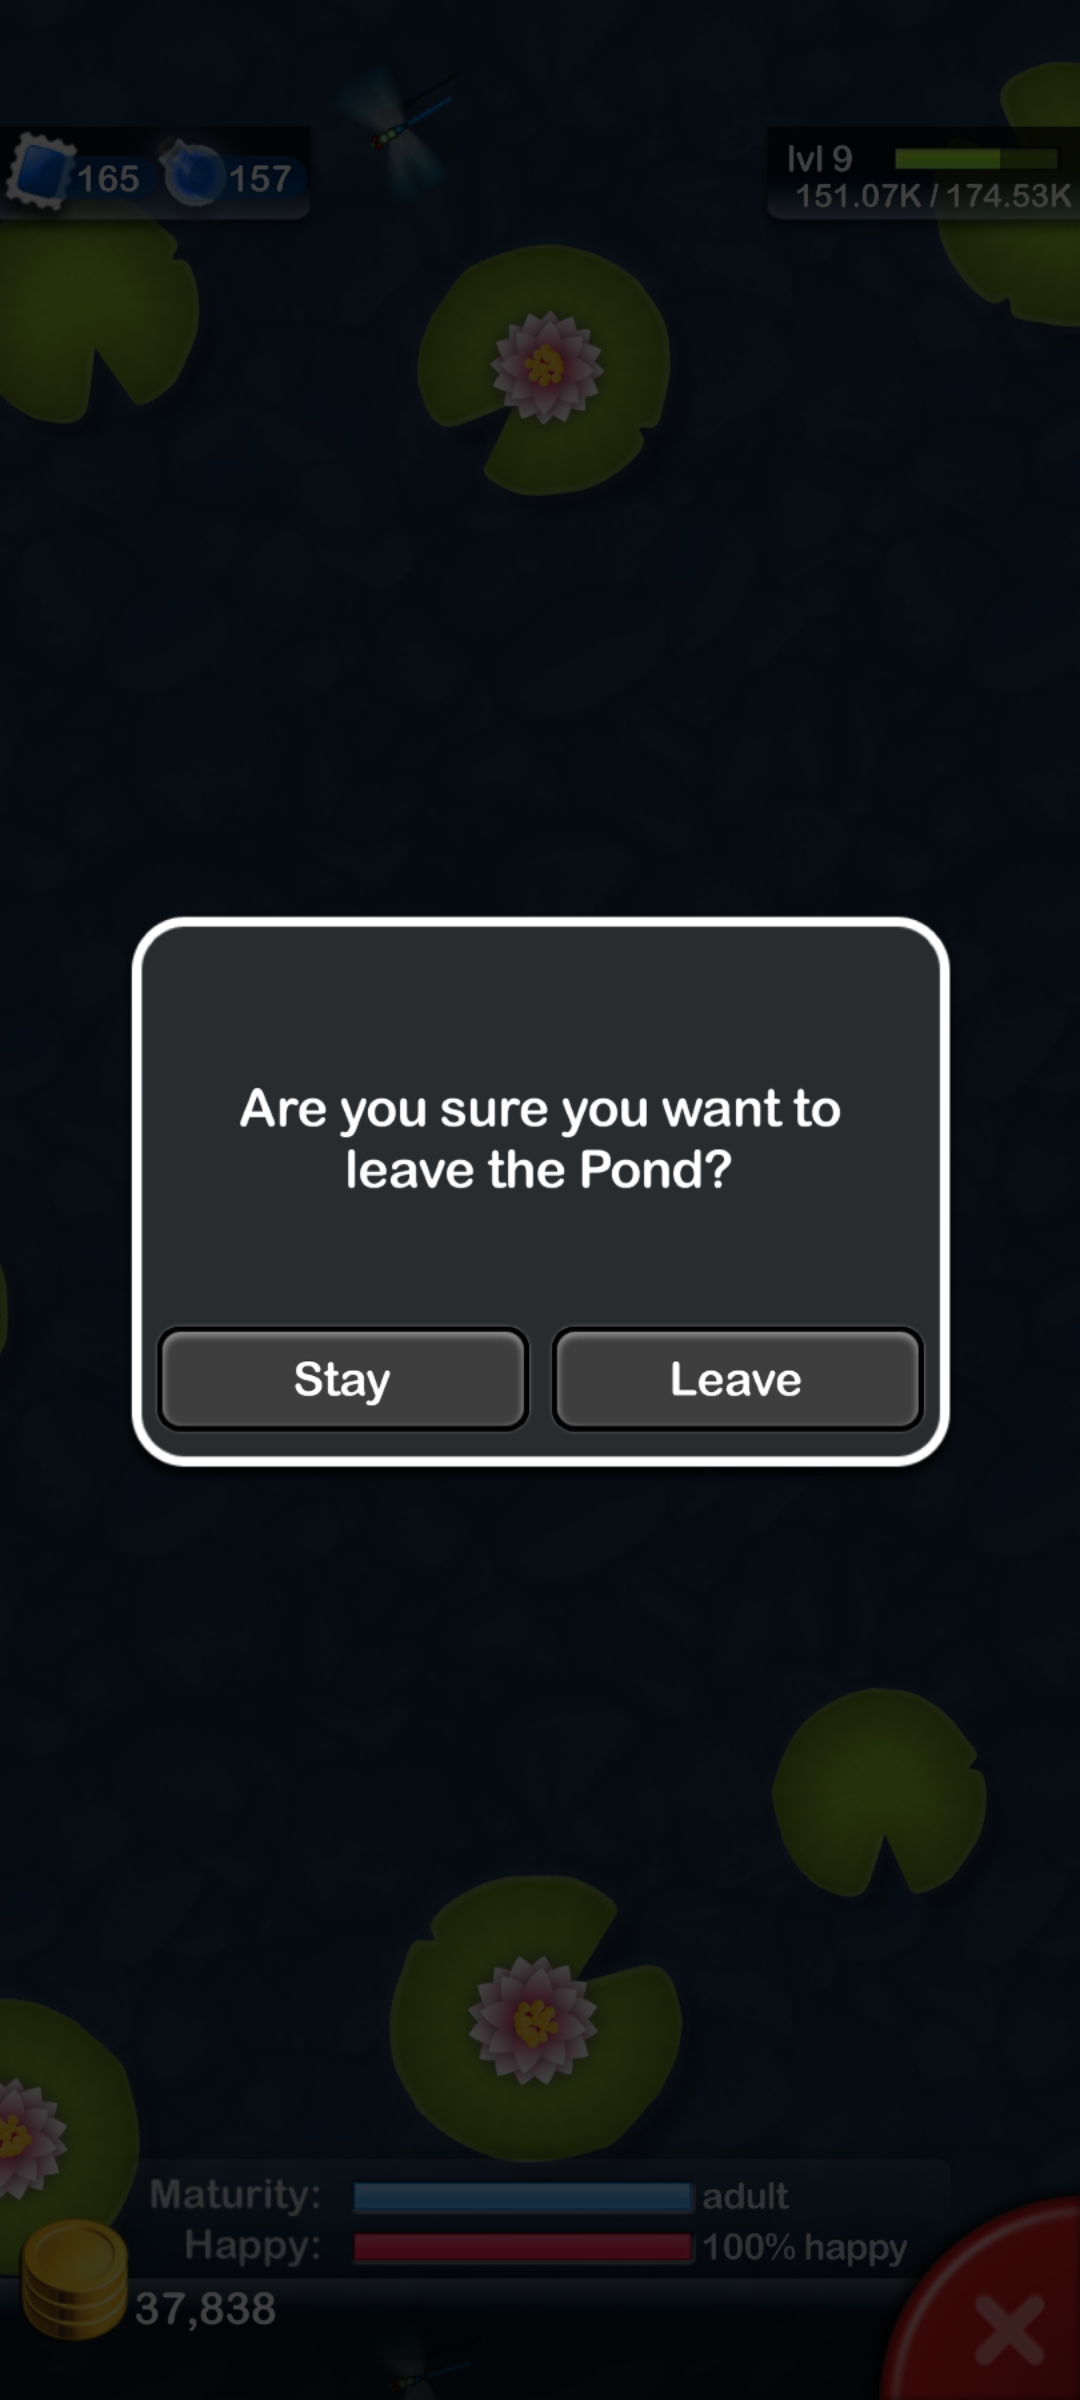 165 157
lvl 9
151.07K / 174.53K
Are you sure you want to
leave the Pond?
Stay Leave
Maturity: adult
Happy: 100% happy
37,838